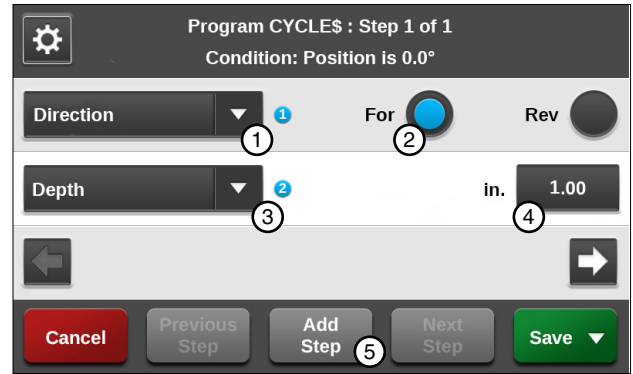 Program CYCLE$ : Step 1 of 1
Condition: Position is 0.0°
Direction 1 For Rev
1 2
Depth 2 in. 1.00
3 4
Cancel Previous Step Add Step Next Step Save
5